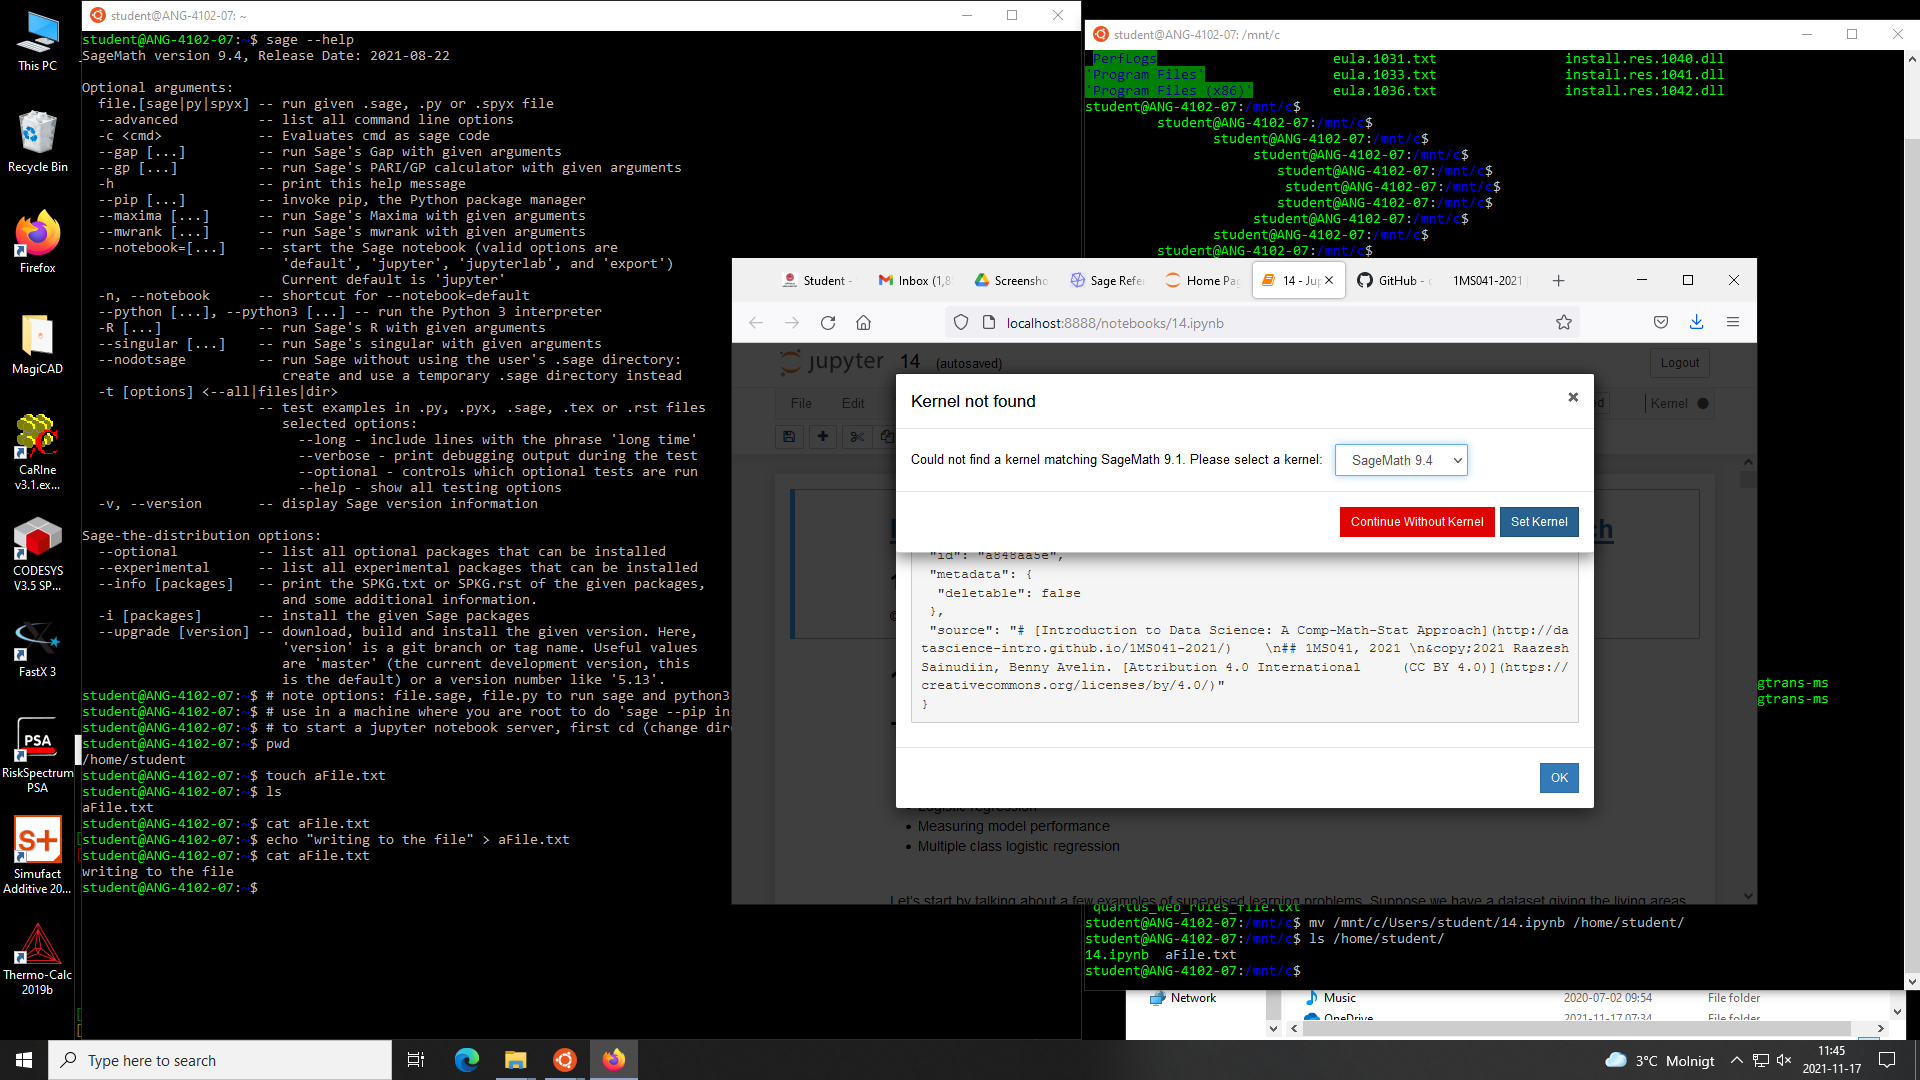 This PC
Recycle Bin
Firefox
MagiCAD
CaRIne
v3.1.ex...
CODESYS
V3.5 SP...
FastX 3
RiskSpectrum
PSA
Simufact
Additive 20...
Thermo-Calc
2019b
student@ANG-4102-07: ~
student@ANG-4102-07:~$ sage --help
SageMath version 9.4, Release Date: 2021-08-22
Optional arguments:
file.[sage|py|spyx] -- run given .sage, .py or .spyx file
--advanced -- list all command line options
-c <cmd> -- Evaluates cmd as sage code
--gap [...] -- run Sage's Gap with given arguments
--gp [...] -- run Sage's PARI/GP calculator with given arguments
-h -- print this help message
--pip [...] -- invoke pip, the Python package manager
--maxima [...] -- run Sage's Maxima with given arguments
--mwrank [...] -- run Sage's mwrank with given arguments
--notebook=[...] -- start the Sage notebook (valid options are
'default', 'jupyter', 'jupyterlab', and 'export')
Current default is 'jupyter'
-n, --notebook -- shortcut for --notebook=default
--python [...], --python3 [...] -- run the Python 3 interpreter
-R [...] -- run Sage's R with given arguments
--singular [...] -- run Sage's singular with given arguments
--nodotsage -- run Sage without using the user's .sage directory:
create and use a temporary .sage directory instead
-t [options] <--all|files|dir>
-- test examples in .py, .pyx, .sage, .tex or .rst files
selected options:
--long - include lines with the phrase 'long time'
--verbose - print debugging output during the test
--optional - controls which optional tests are run
--help - show all testing options
-v, --version -- display Sage version information
Sage-the-distribution options:
--optional -- list all optional packages that can be installed
--experimental -- list all experimental packages that can be installed
--info [packages] -- print the SPKG.txt or SPKG.rst of the given packages,
and some additional information.
-i [packages] -- install the given Sage packages
--upgrade [version] -- download, build and install the given version. Here,
'version' is a git branch or tag name. Useful values
are 'master' (the current development version, this
is the default) or a version number like '5.13'.
student@ANG-4102-07:~$ # note options: file.sage, file.py to run sage and python3
student@ANG-4102-07:~$ # use in a machine where you are root to do 'sage --pip ins
student@ANG-4102-07:~$ # to start a jupyter notebook server, first cd (change dire
student@ANG-4102-07:~$ pwd
/home/student
student@ANG-4102-07:~$ touch aFile.txt
student@ANG-4102-07:~$ ls
aFile.txt
student@ANG-4102-07:~$ cat aFile.txt
student@ANG-4102-07:~$ echo "writing to the file" > aFile.txt
student@ANG-4102-07:~$ cat aFile.txt
writing to the file
student@ANG-4102-07:~$
student@ANG-4102-07: /mnt/c
PerfLogs eula.1031.txt install.res.1040.dll
'Program Files' eula.1033.txt install.res.1041.dll
'Program Files (x86)' eula.1036.txt install.res.1042.dll
student@ANG-4102-07:/mnt/c$
student@ANG-4102-07:/mnt/c$
student@ANG-4102-07:/mnt/c$
student@ANG-4102-07:/mnt/c$
student@ANG-4102-07:/mnt/c$
student@ANG-4102-07:/mnt/c$
student@ANG-4102-07:/mnt/c$
student@ANG-4102-07:/mnt/c$
student@ANG-4102-07:/mnt/c$
student@ANG-4102-07:/mnt/c$
Student - Inbox (1,8 Screensho Sage Refe Home Pag 14 - Jup GitHub - 1MS041-2021
localhost:8888/notebooks/14.ipynb
jupyter 14 (autosaved) Logout
File Edit Kernel
Kernel not found
Could not find a kernel matching SageMath 9.1. Please select a kernel: SageMath 9.4
Continue Without Kernel Set Kernel
"id": "a848aa5e",
"metadata": {
"deletable": false
},
"source": "# [Introduction to Data Science: A Comp-Math-Stat Approach](http://da
tascience-intro.github.io/1MS041-2021/) \n## 1MS041, 2021 \n&copy;2021 Raazesh
Sainudiin, Benny Avelin. [Attribution 4.0 International (CC BY 4.0)](https://
creativecommons.org/licenses/by/4.0/)"
}
OK
Logistic regression
Measuring model performance
Multiple class logistic regression
Let's start by talking about a few examples of supervised learning problems. Suppose we have a dataset giving the living areas
gtrans-ms
gtrans-ms
quartus_web_rules_file.txt
student@ANG-4102-07:/mnt/c$ mv /mnt/c/Users/student/14.ipynb /home/student/
student@ANG-4102-07:/mnt/c$ ls /home/student/
14.ipynb aFile.txt
student@ANG-4102-07:/mnt/c$
Network Music 2020-07-02 09:54 File folder
OneDrive 2021-11-17 07:34 File folder
Type here to search
3°C Molnigt
11:45
2021-11-17